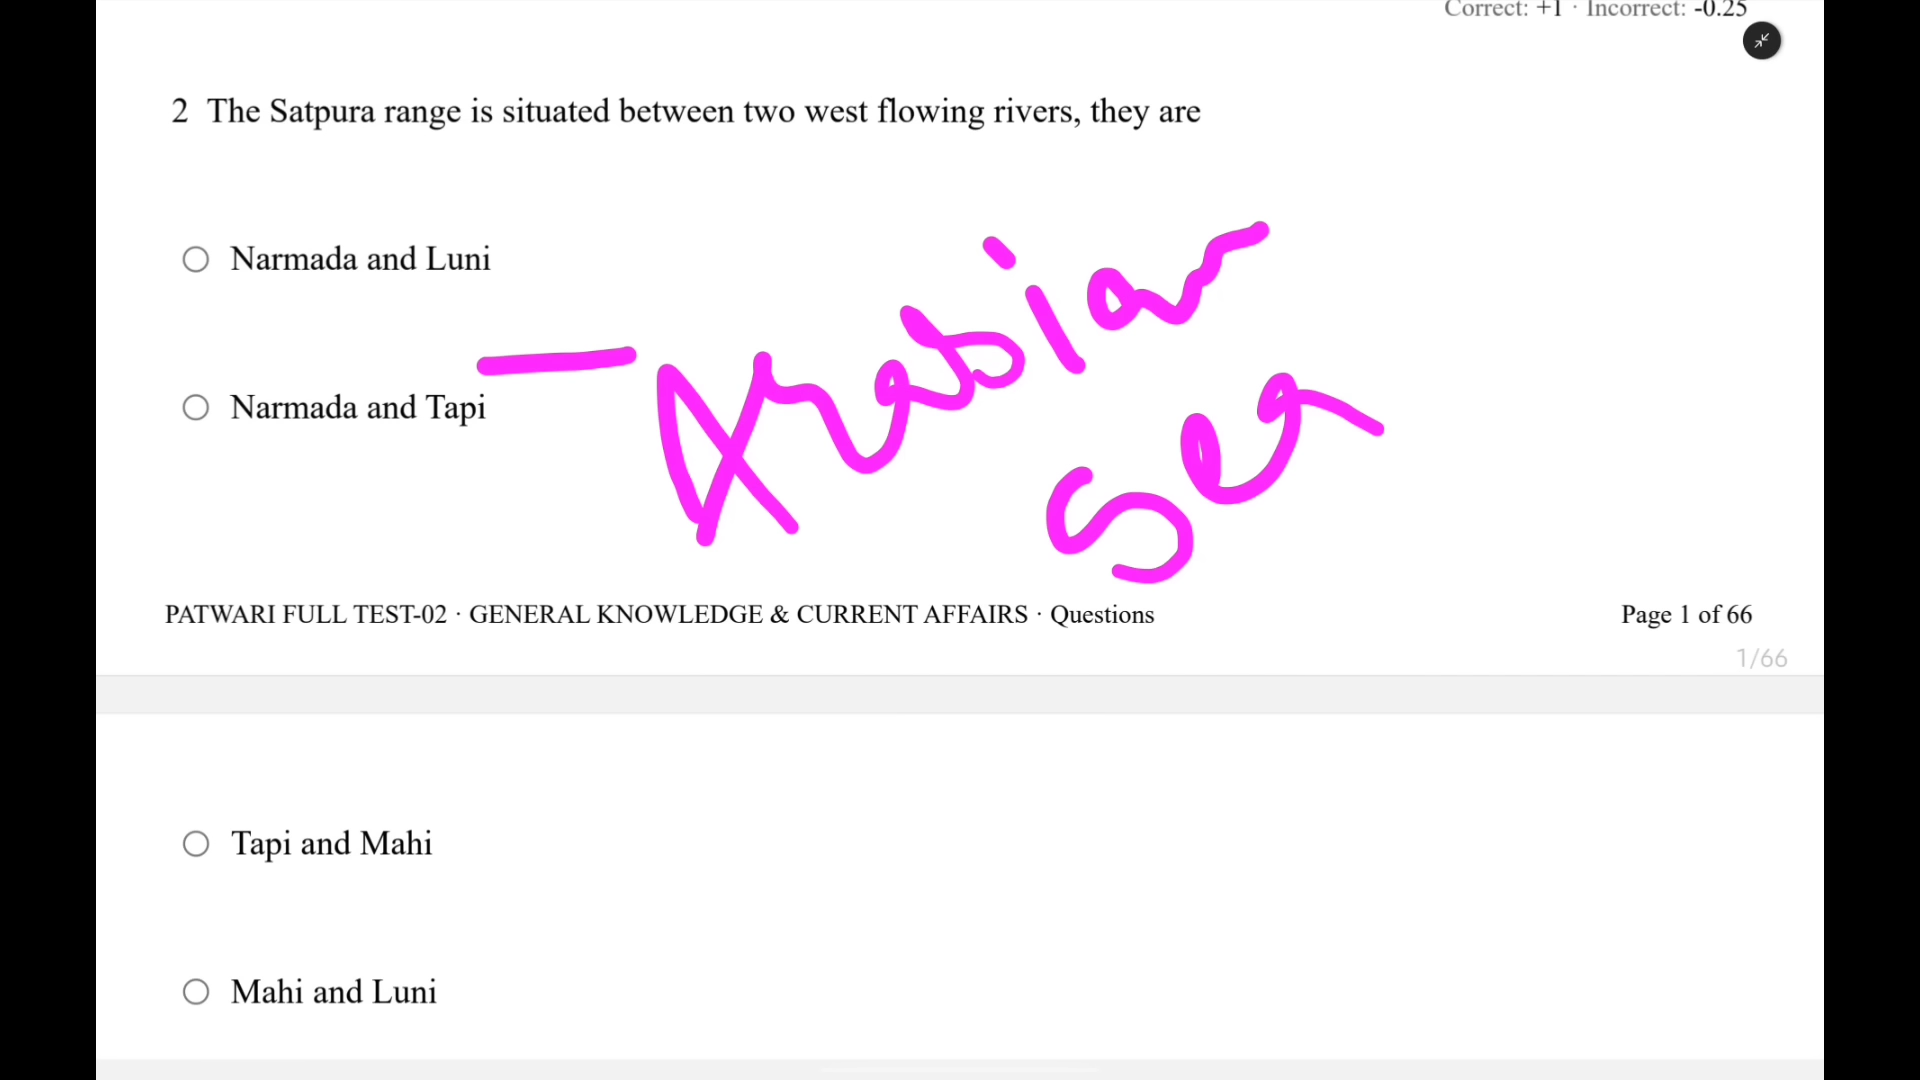 Correct: +1 · Incorrect: -0.25
2 The Satpura range is situated between two west flowing rivers, they are
Narmada and Luni
Narmada and Tapi
Arabian
Sea
PATWARI FULL TEST-02 · GENERAL KNOWLEDGE & CURRENT AFFAIRS · Questions
Page 1 of 66
1/66
Tapi and Mahi
Mahi and Luni